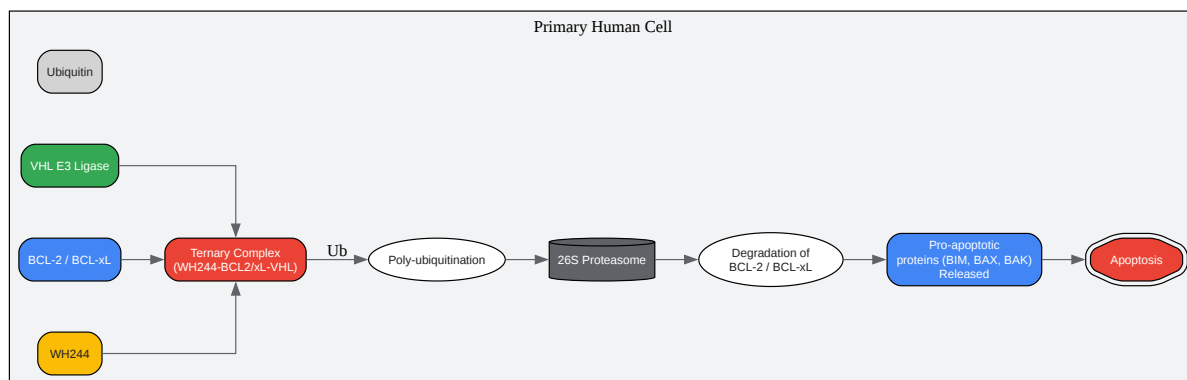 Primary Human Cell
Ubiquitin
VHL E3 Ligase
BCL-2 / BCL-xL
WH244
Ternary Complex
(WH244-BCL2/xL-VHL)
Ub
Poly-ubiquitination
26S Proteasome
Degradation of
BCL-2 / BCL-xL
Pro-apoptotic
proteins (BIM, BAX, BAK)
Released
Apoptosis